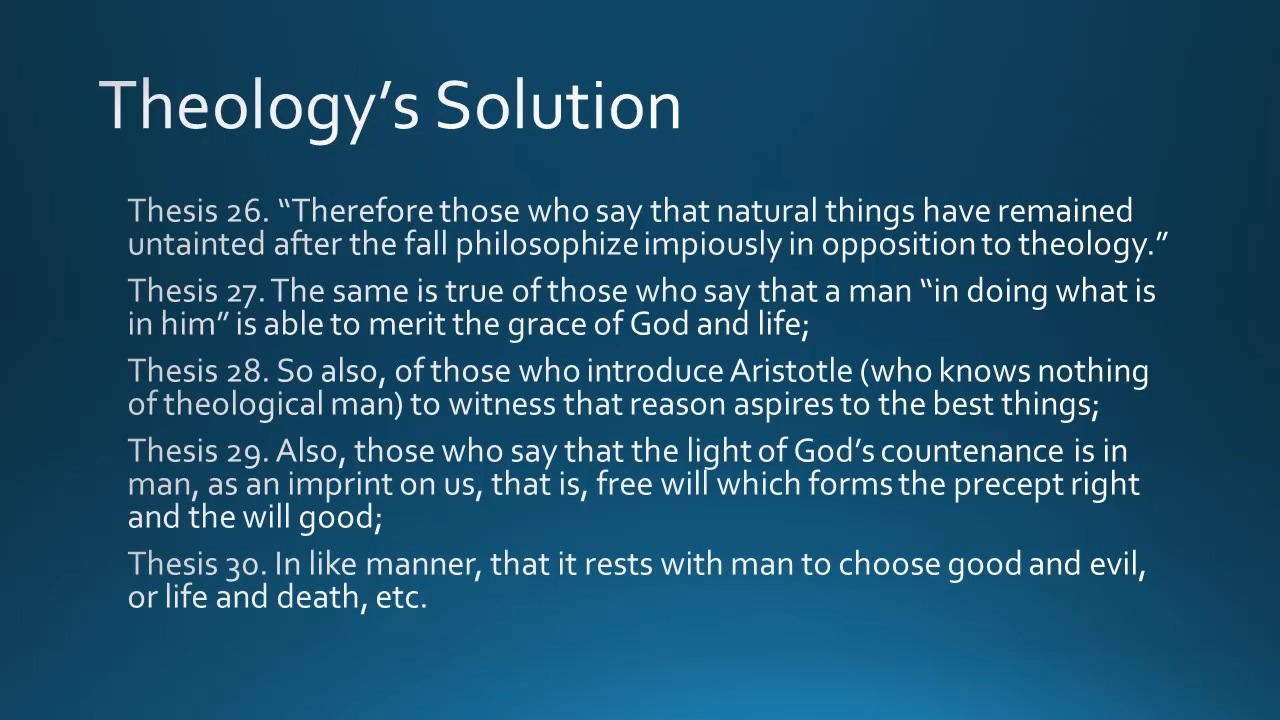 Theology’s Solution
Thesis 26. “Therefore those who say that natural things have remained
untainted after the fall philosophize impiously in opposition to theology.”
Thesis 27. The same is true of those who say that a man “in doing what is
in him” is able to merit the grace of God and life;
Thesis 28. So also, of those who introduce Aristotle (who knows nothing
of theological man) to witness that reason aspires to the best things;
Thesis 29. Also, those who say that the light of God’s countenance is in
man, as an imprint on us, that is, free will which forms the precept right
and the will good;
Thesis 30. In like manner, that it rests with man to choose good and evil,
or life and death, etc.